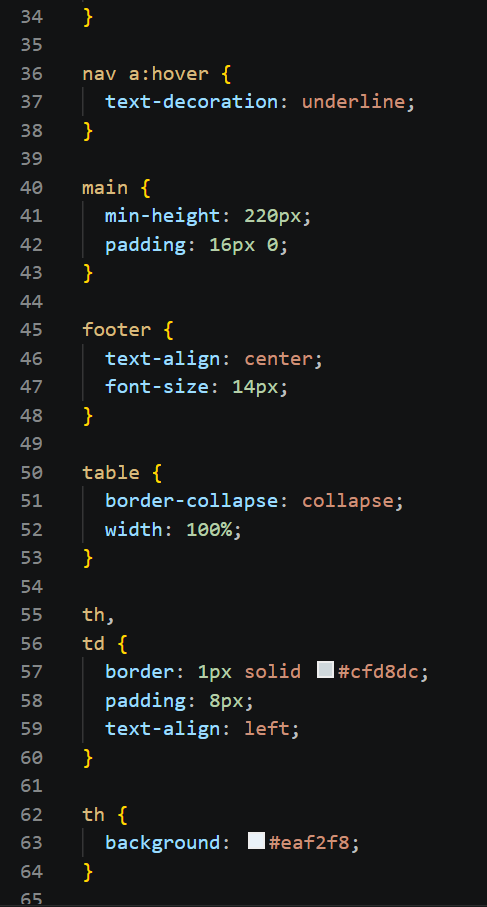 34 }
35
36 nav a:hover {
37 text-decoration: underline;
38 }
39
40 main {
41 min-height: 220px;
42 padding: 16px 0;
43 }
44
45 footer {
46 text-align: center;
47 font-size: 14px;
48 }
49
50 table {
51 border-collapse: collapse;
52 width: 100%;
53 }
54
55 th,
56 td {
57 border: 1px solid #cfd8dc;
58 padding: 8px;
59 text-align: left;
60 }
61
62 th {
63 background: #eaf2f8;
64 }
65